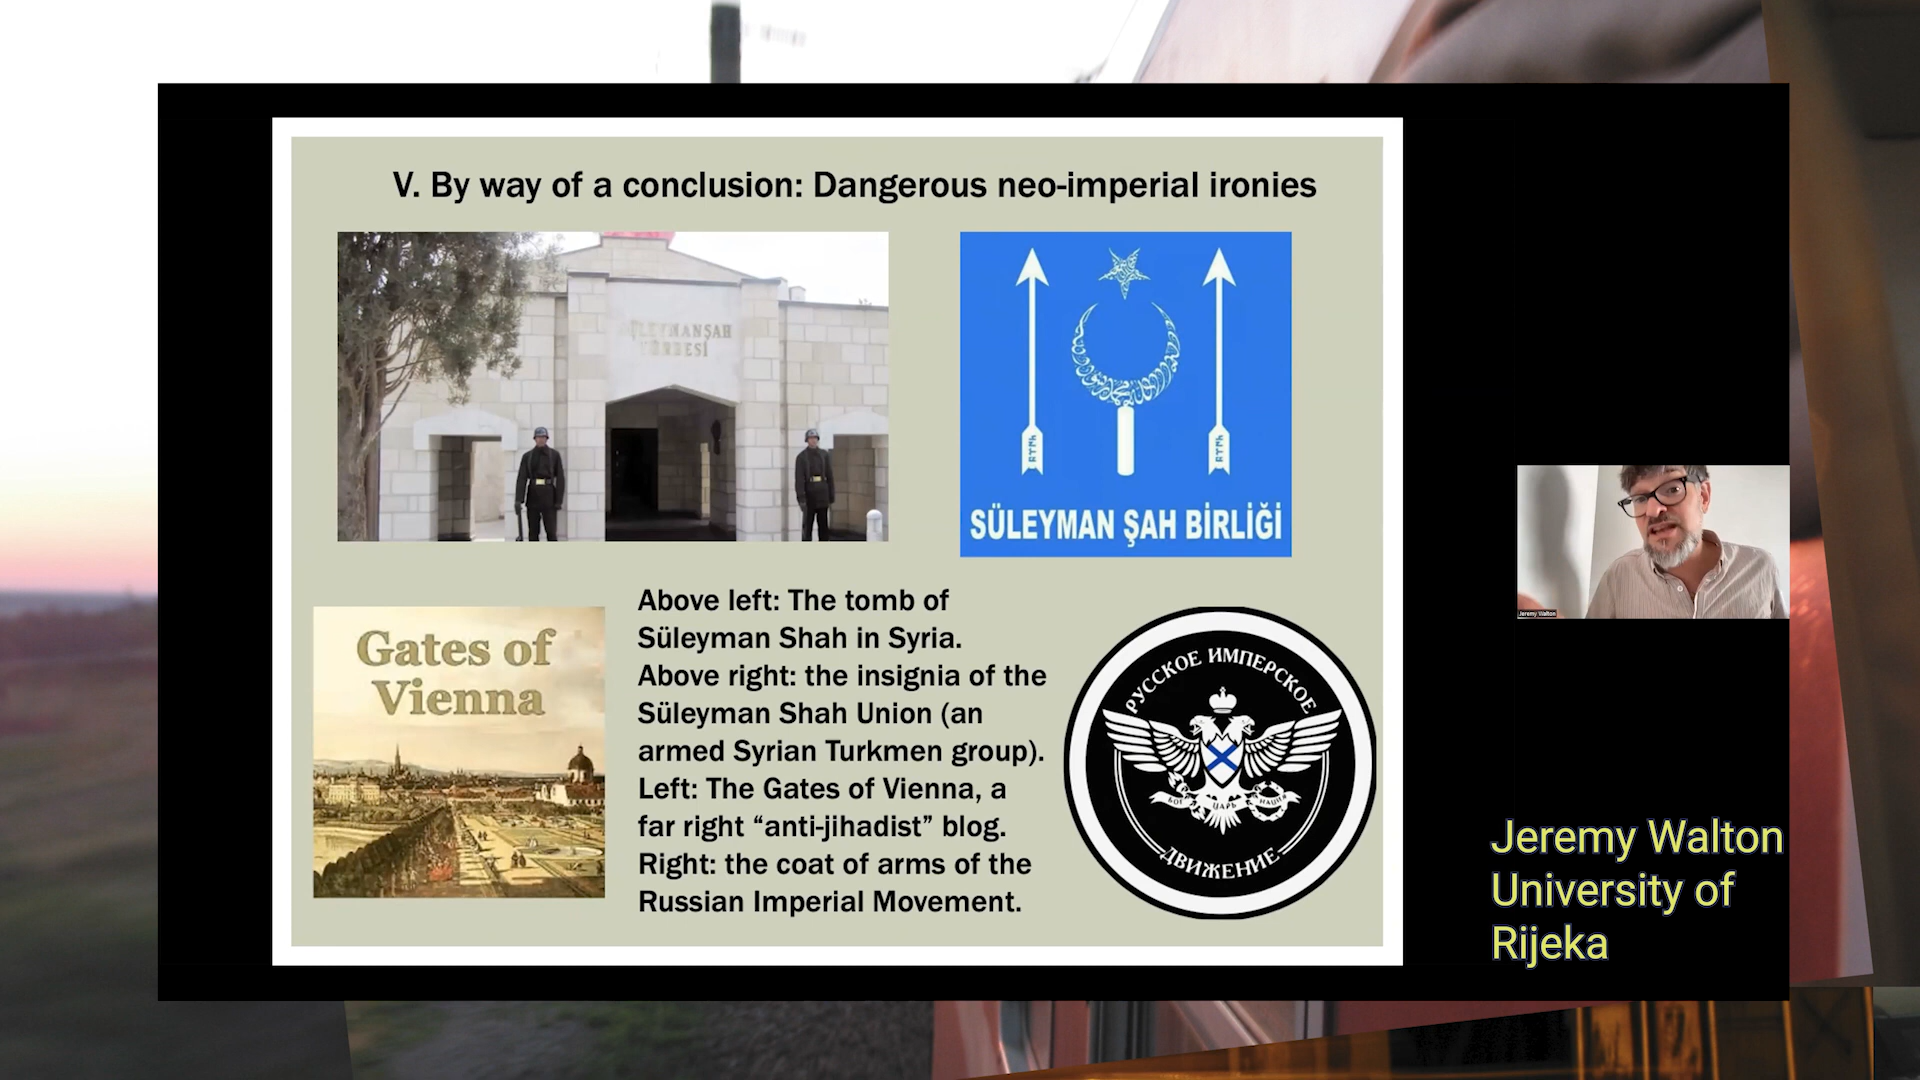 V. By way of a conclusion: Dangerous neo-imperial ironies
SÜLEYMANŞAH
TÜRBESİ
SÜLEYMAN ŞAH BİRLİĞİ
Gates of
Vienna
Above left: The tomb of
Süleyman Shah in Syria.
Above right: the insignia of the
Süleyman Shah Union (an
armed Syrian Turkmen group).
Left: The Gates of Vienna, a
far right “anti-jihadist” blog.
Right: the coat of arms of the
Russian Imperial Movement.
РУССКОЕ ИМПЕРСКОЕ
БОГ ЦАРЬ НАЦИЯ
ДВИЖЕНИЕ
Jeremy Walton
Jeremy Walton
University of
Rijeka